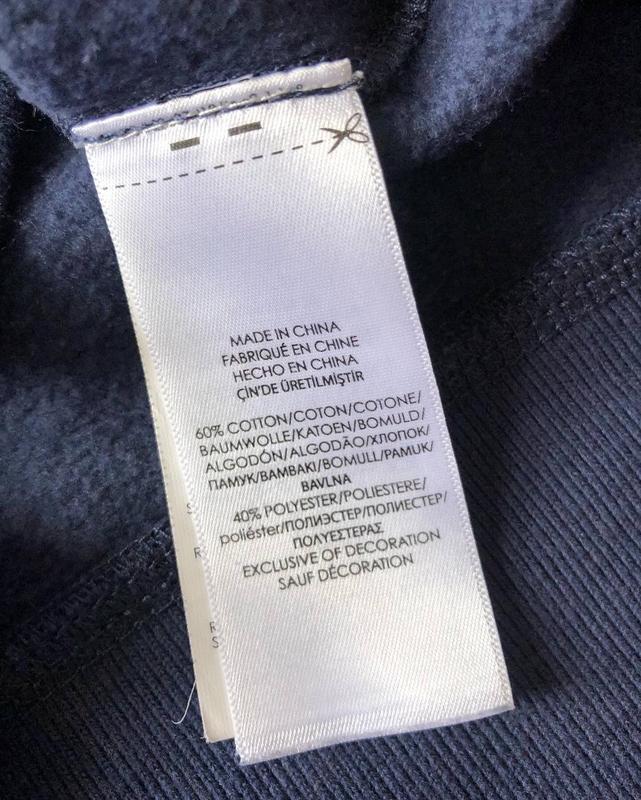 MADE IN CHINA
FABRIQUÉ EN CHINE
HECHO EN CHINA
ÇİN'DE ÜRETİLMİŞTİR
60% COTTON/COTON/COTONE/
BAUMWOLLE/KATOEN/BOMULD/
ALGODÓN/ALGODÃO/ХЛОПОК/
ПАМУК/ΒΑΜΒΑΚΙ/BOMULL/PAMUK/
BAVLNA
40% POLYESTER/POLIESTERE/
poliéster/ПОЛИЭСТЕР/ПОЛИЕСТЕР/
ΠΟΛΥΕΣΤΕΡΑΣ
EXCLUSIVE OF DECORATION
SAUF DÉCORATION